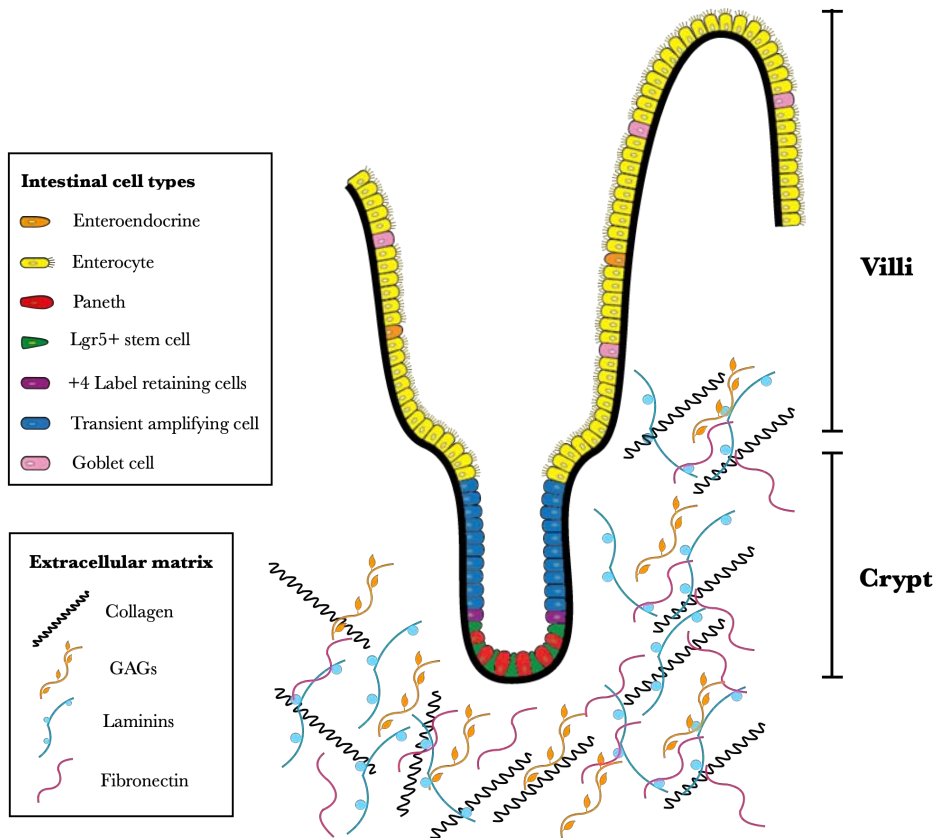 Intestinal cell types
Enteroendocrine
Enterocyte
Paneth
Lgr5+ stem cell
+4 Label retaining cells
Transient amplifying cell
Goblet cell
Extracellular matrix
Collagen
GAGs
Laminins
Fibronectin
Villi
Crypt